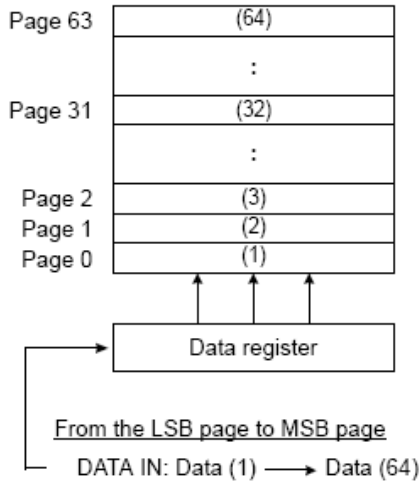 Page 63 (64)
:
Page 31 (32)
:
Page 2 (3)
Page 1 (2)
Page 0 (1)
Data register
From the LSB page to MSB page
DATA IN: Data (1) → Data (64)